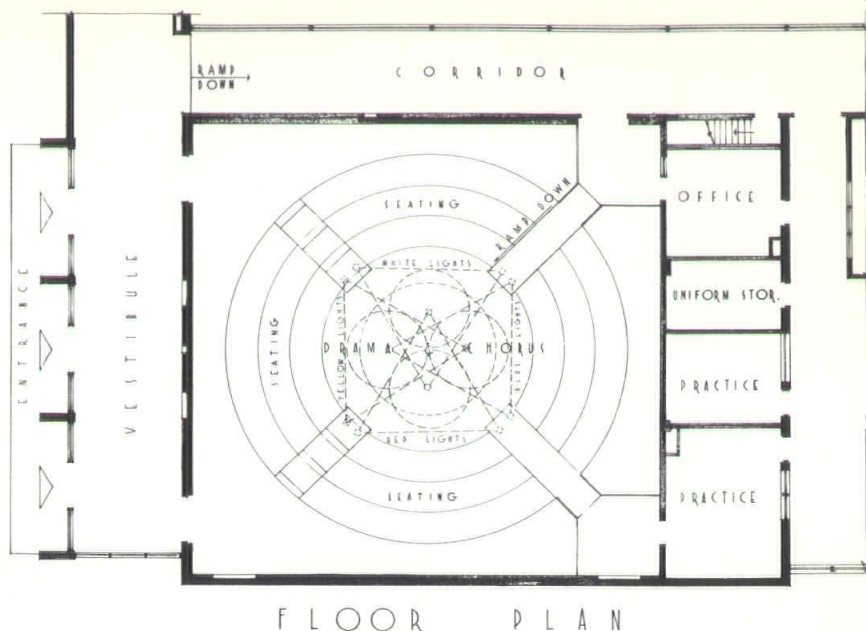 RAMP
DOWN
CORRIDOR
ENTRANCE
VESTIBULE
SEATING
RAMP DOWN
OFFICE
WHITE LIGHTS
UNIFORM STOR.
YELLOW LIGHTS
BLUE LIGHTS
SEATING
DRAMA CHORUS
PRACTICE
RED LIGHTS
SEATING
PRACTICE
FLOOR PLAN